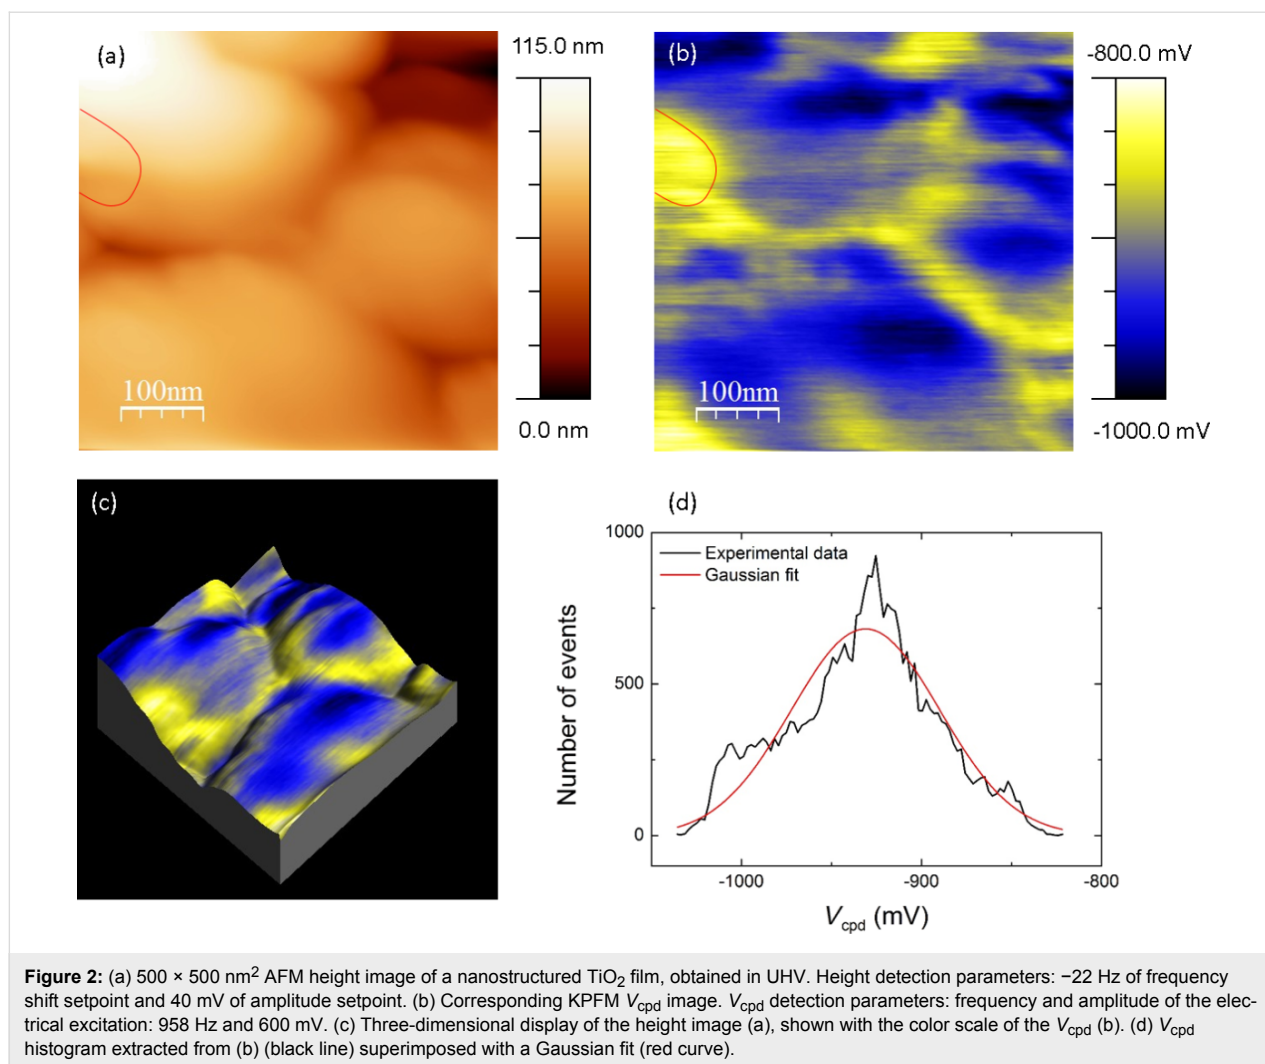 (a)
115.0 nm
100nm
0.0 nm
(b)
-800.0 mV
100nm
-1000.0 mV
(c)
(d)
1000
Experimental data
Gaussian fit
500
0
Number of events
-1000
-900
-800
Vcpd (mV)
Figure 2: (a) 500 × 500 nm2 AFM height image of a nanostructured TiO2 film, obtained in UHV. Height detection parameters: −22 Hz of frequency
shift setpoint and 40 mV of amplitude setpoint. (b) Corresponding KPFM Vcpd image. Vcpd detection parameters: frequency and amplitude of the elec-
trical excitation: 958 Hz and 600 mV. (c) Three-dimensional display of the height image (a), shown with the color scale of the Vcpd (b). (d) Vcpd
histogram extracted from (b) (black line) superimposed with a Gaussian fit (red curve).